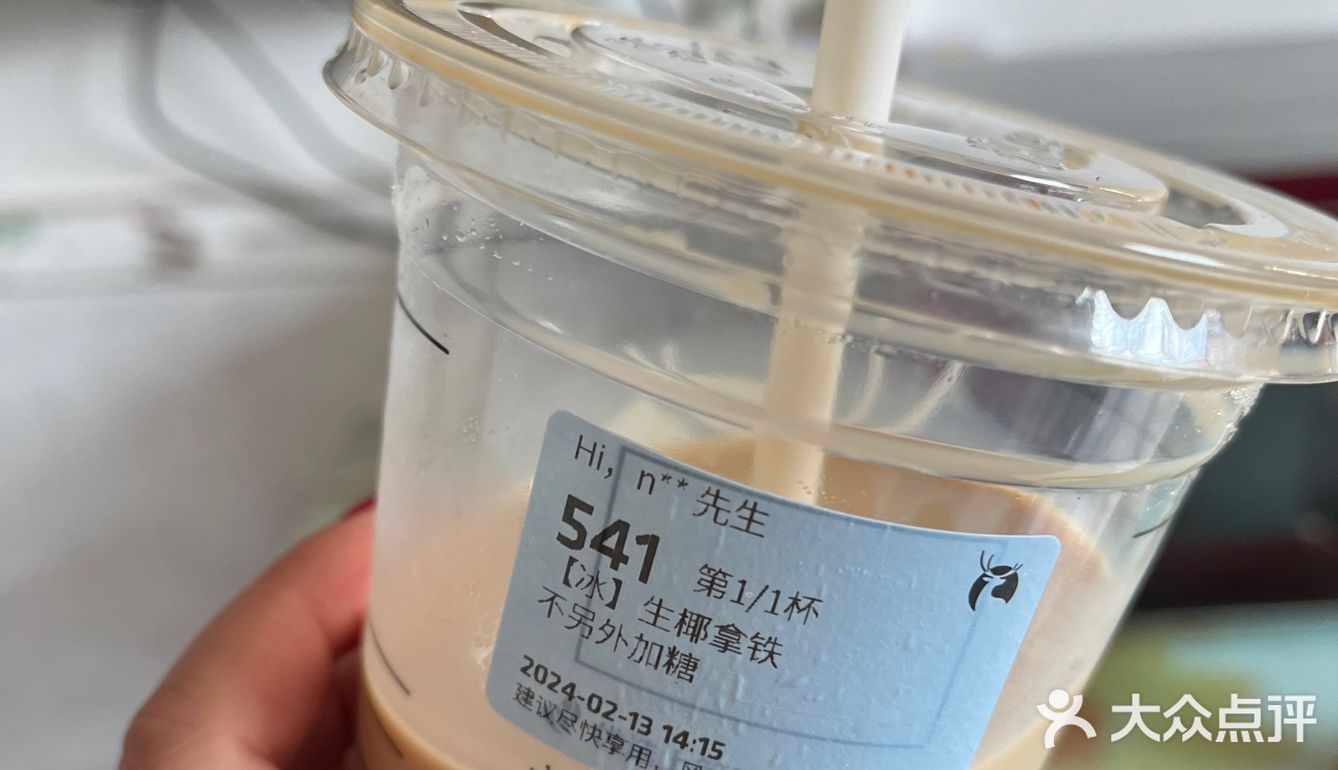 Hi，n** 先生
541 第1/1杯
【冰】生椰拿铁
不另外加糖
2024-02-13 14:15
建议尽快享用，风
大众点评